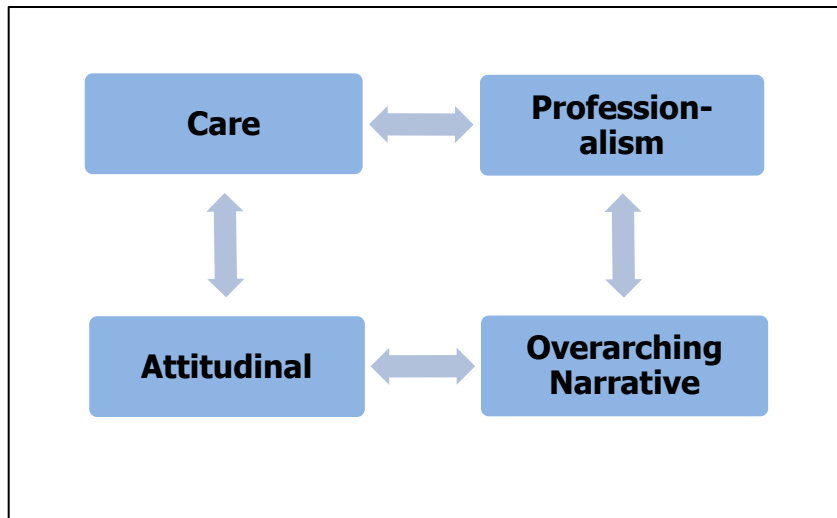 Care
Profession-
alism
Attitudinal
Overarching
Narrative